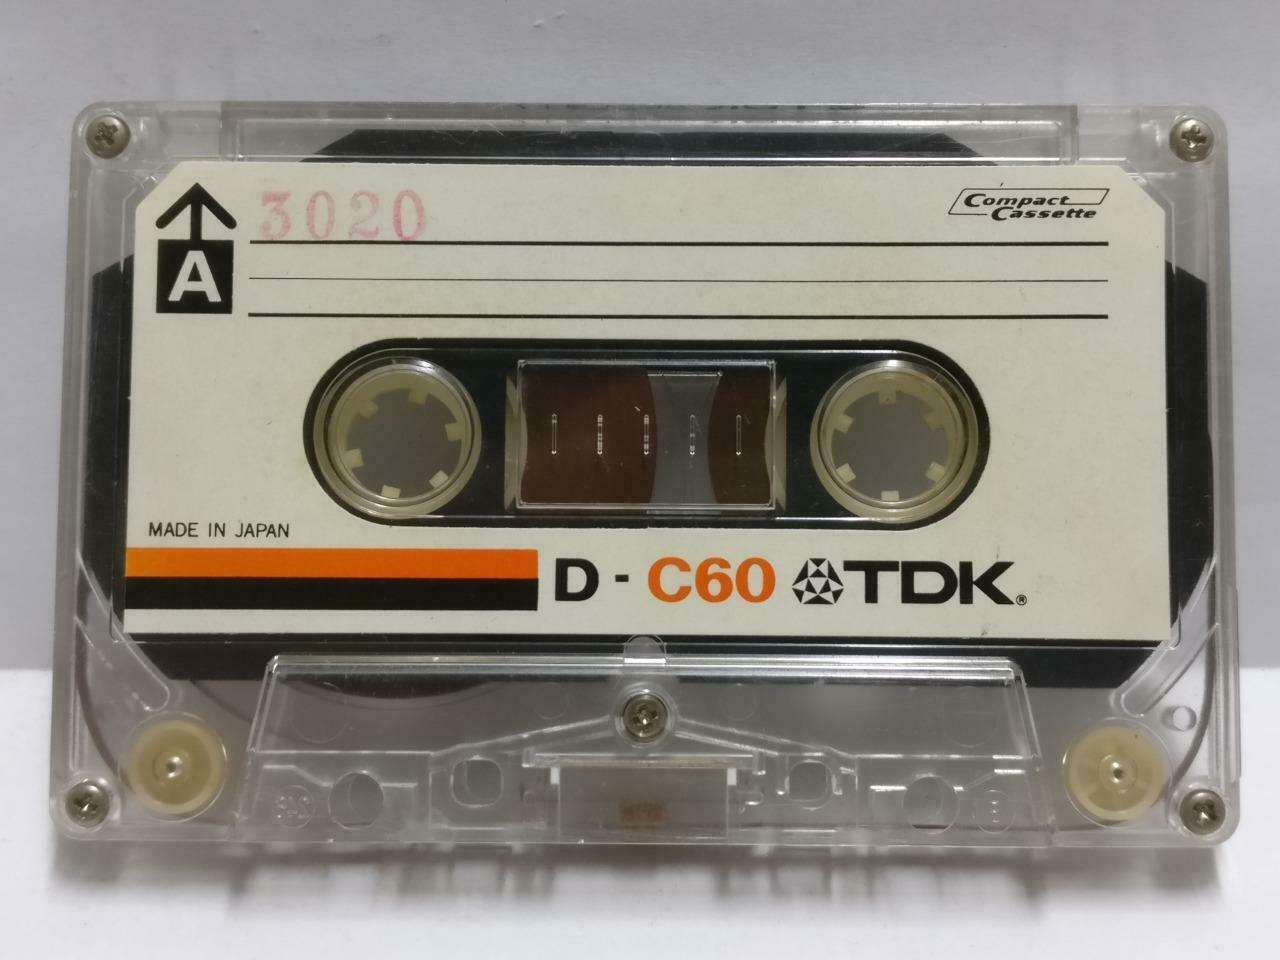 3020
Compact
Cassette
A
MADE IN JAPAN
D - C60 TDK®